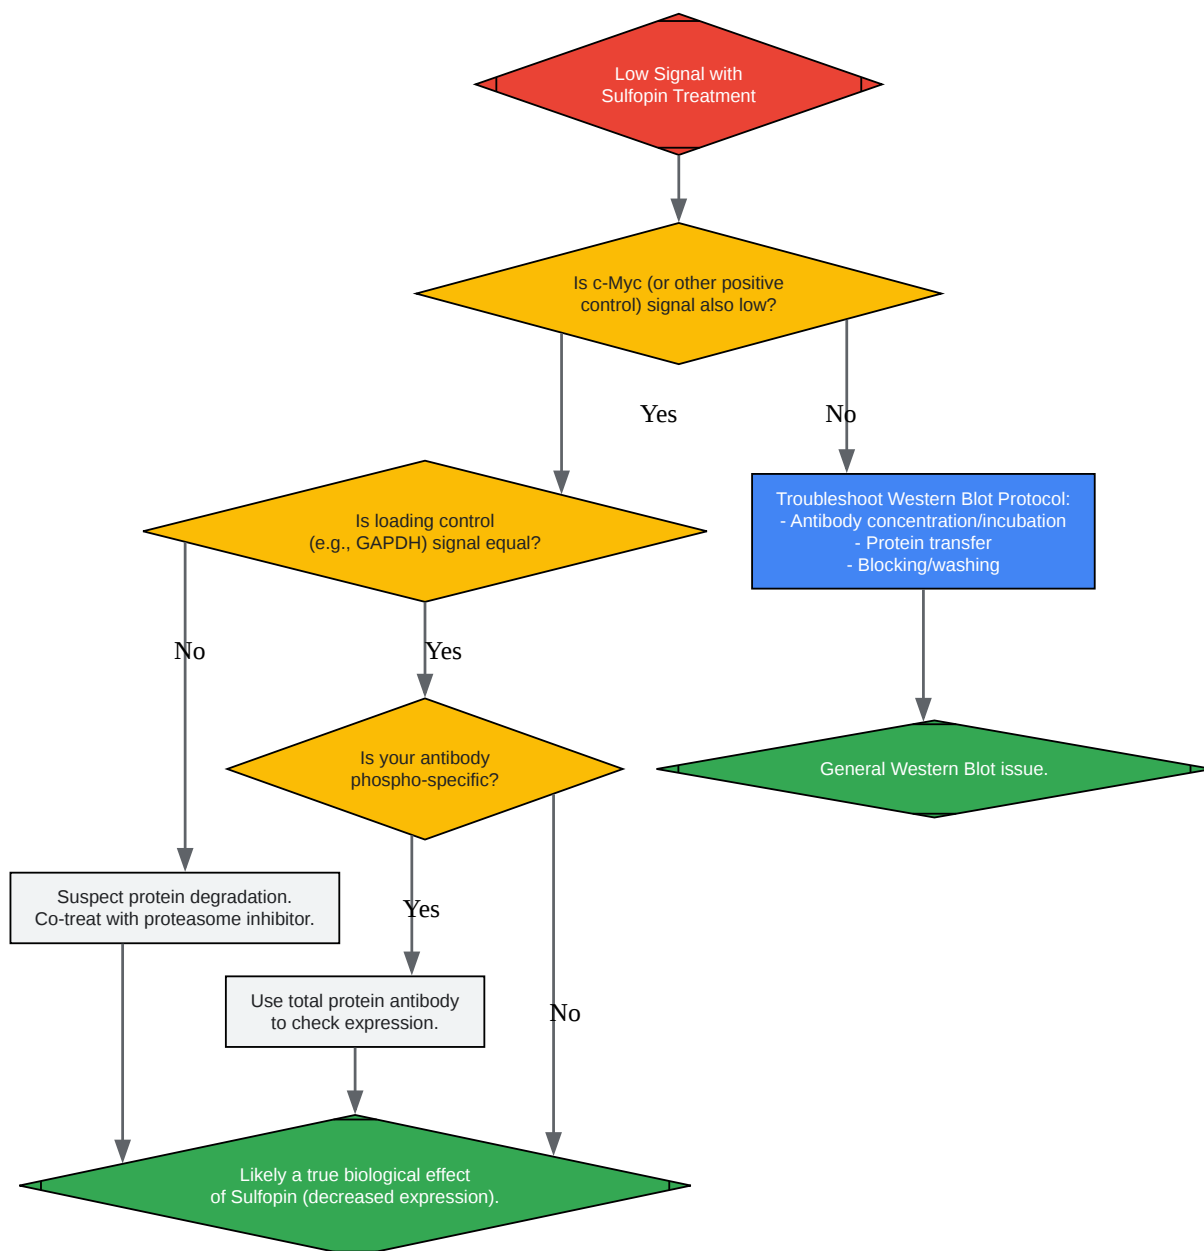 Low Signal with
Sulfopin Treatment
Is c-Myc (or other positive
control) signal also low?
Yes
No
Is loading control
(e.g., GAPDH) signal equal?
Troubleshoot Western Blot Protocol:
- Antibody concentration/incubation
- Protein transfer
- Blocking/washing
No
Yes
Is your antibody
phospho-specific?
General Western Blot issue.
Suspect protein degradation.
Co-treat with proteasome inhibitor.
Yes
Use total protein antibody
to check expression.
No
Likely a true biological effect
of Sulfopin (decreased expression).